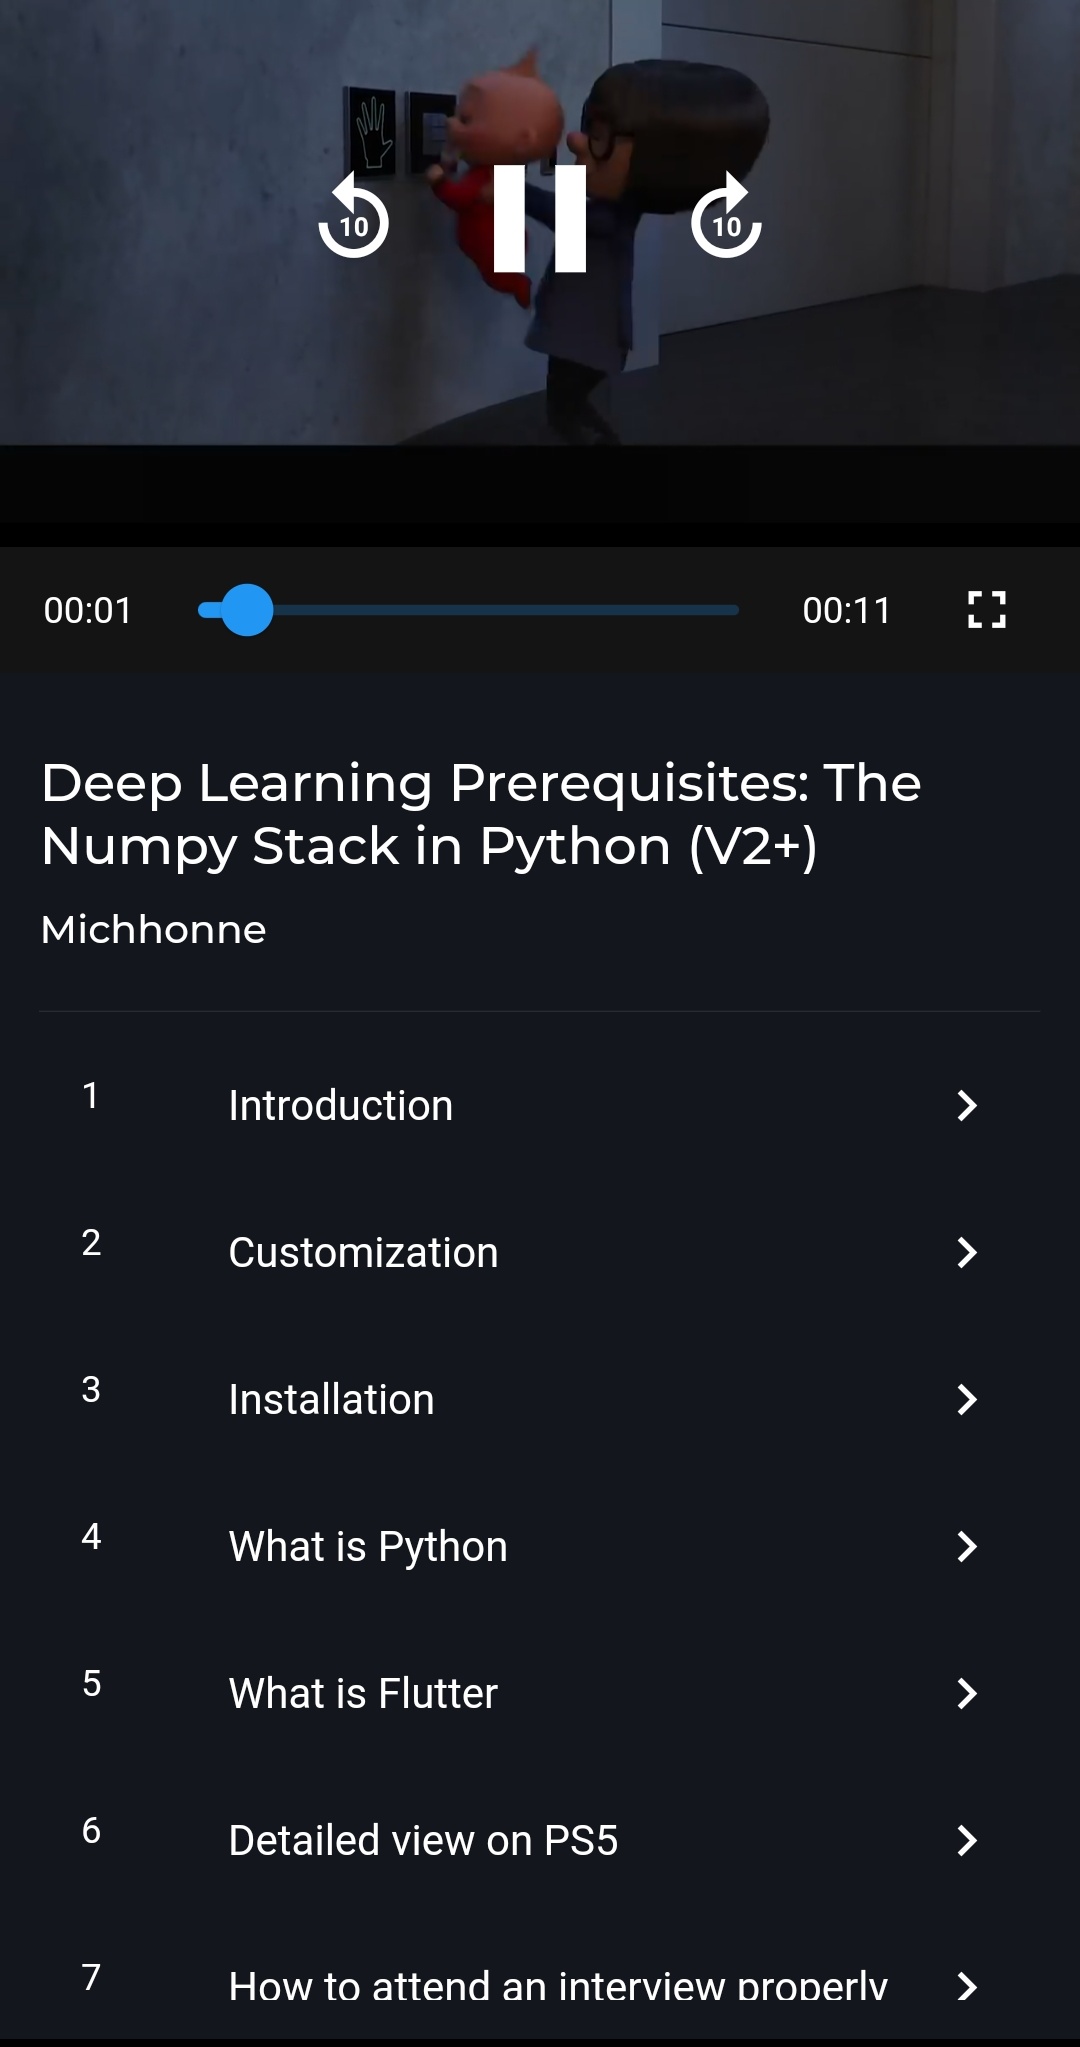 10
10
00:01
00:11
Deep Learning Prerequisites: The
Numpy Stack in Python (V2+)
Michhonne
1 Introduction
2 Customization
3 Installation
4 What is Python
5 What is Flutter
6 Detailed view on PS5
7 How to attend an interview properly